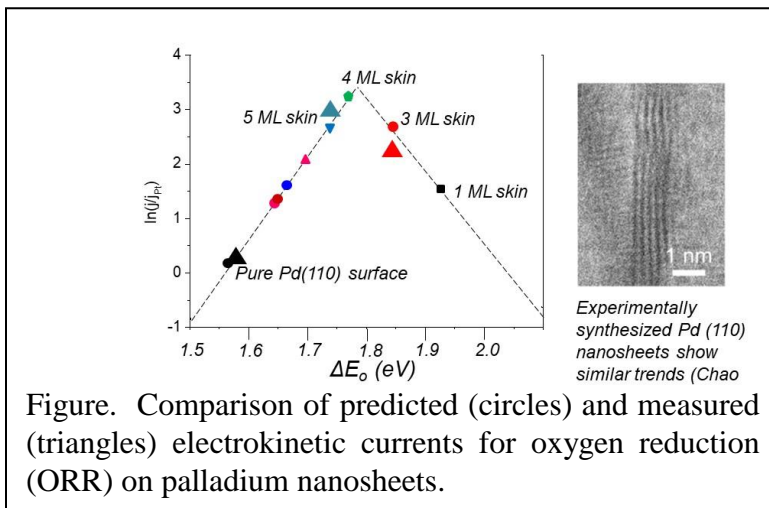 4
3
2
1
0
-1
ln(j/jPt)
4 ML skin
5 ML skin
3 ML skin
1 ML skin
Pure Pd(110) surface
1.5 1.6 1.7 1.8 1.9 2.0
ΔEo (eV)
1 nm
Experimentally
synthesized Pd (110)
nanosheets show
similar trends (Chao
Figure. Comparison of predicted (circles) and measured
(triangles) electrokinetic currents for oxygen reduction
(ORR) on palladium nanosheets.